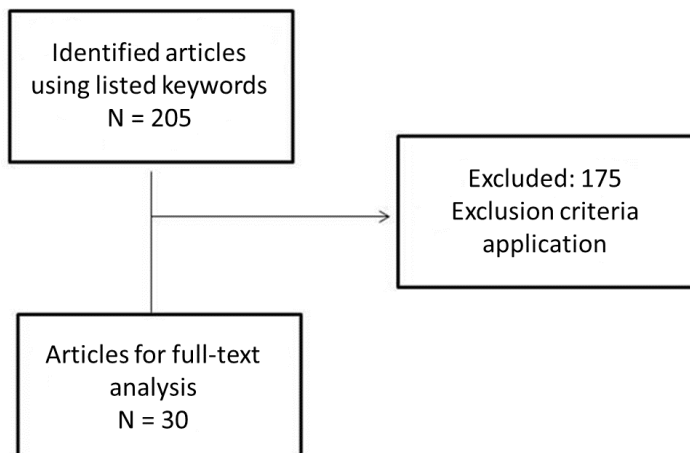 Identified articles
using listed keywords
N = 205
Excluded: 175
Exclusion criteria
application
Articles for full-text
analysis
N = 30